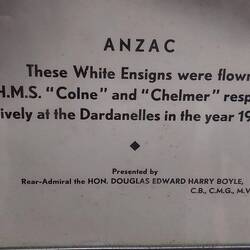 ANZAC
These White Ensigns were flown
H.M.S. "Colne" and "Chelmer" resp
ively at the Dardanelles in the year 19
Presented by
Rear-Admiral the HON. DOUGLAS EDWARD HARRY BOYLE,
C.B., C.M.G., M.V